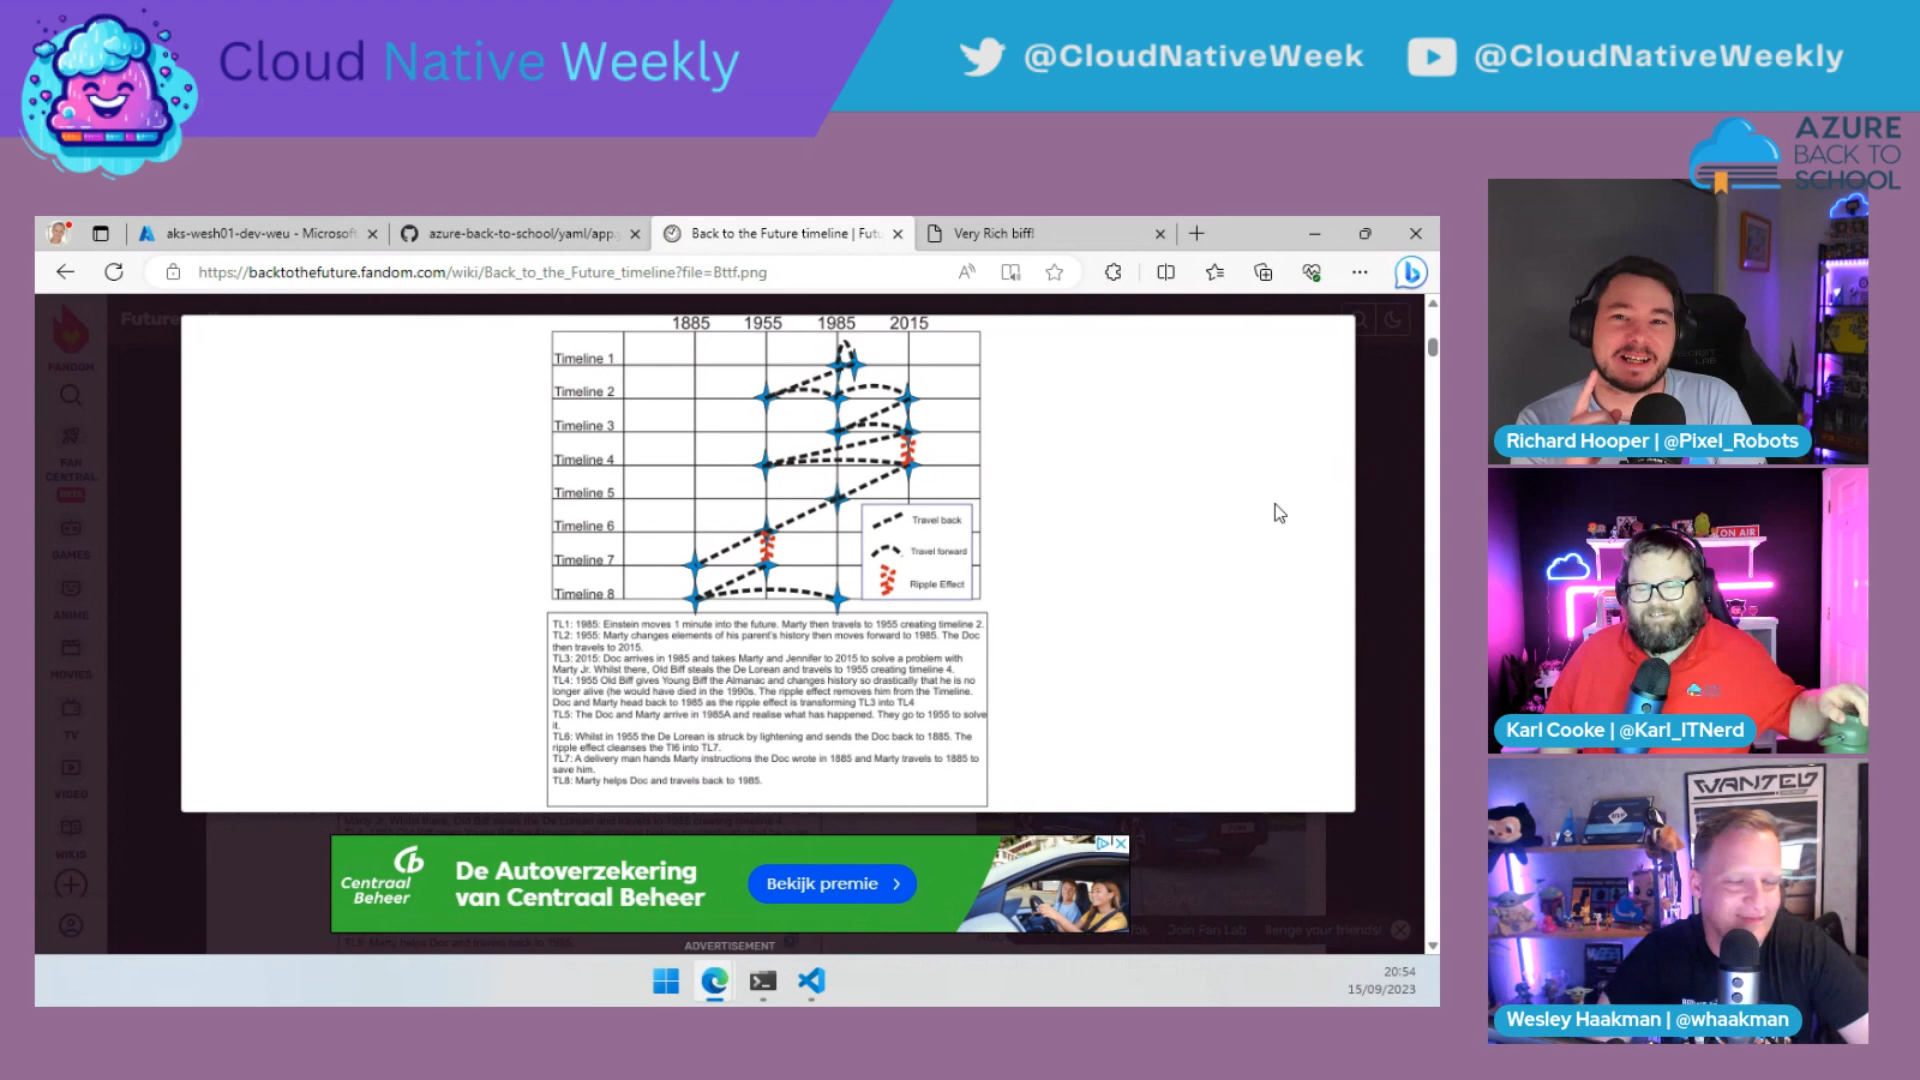 Cloud Native Weekly
@CloudNativeWeek
@CloudNativeWeekly
AZURE
BACK TO
SCHOOL
aks-wesh01-dev-weu - Microsoft
azure-back-to-school/yaml/app.
Back to the Future timeline | Futu
Very Rich biff!
https://backtothefuture.fandom.com/wiki/Back_to_the_Future_timeline?file=Bttf.png
FANDOM
FAN
CENTRAL
BETA
GAMES
ANIME
MOVIES
TV
VIDEO
WIKIS
1885 1955 1985 2015
Timeline 1
Timeline 2
Timeline 3
Timeline 4
Timeline 5
Timeline 6
Timeline 7
Timeline 8
Travel back
Travel forward
Ripple Effect
TL1: 1985: Einstein moves 1 minute into the future. Marty then travels to 1955 creating timeline 2.
TL2: 1955: Marty changes elements of his parent's history then moves forward to 1985. The Doc
then travels to 2015.
TL3: 2015: Doc arrives in 1985 and takes Marty and Jennifer to 2015 to solve a problem with
Marty Jr. Whilst there, Old Biff steals the De Lorean and travels to 1955 creating timeline 4.
TL4: 1955 Old Biff gives Young Biff the Almanac and changes history so drastically that he is no
longer alive (he would have died in the 1990s. The ripple effect removes him from the Timeline.
Doc and Marty head back to 1985 as the ripple effect is transforming TL3 into TL4
TL5: The Doc and Marty arrive in 1985A and realise what has happened. They go to 1955 to solve
it.
TL6: Whilst in 1955 the De Lorean is struck by lightening and sends the Doc back to 1885. The
ripple effect cleanses the Tl6 into TL7.
TL7: A delivery man hands Marty instructions the Doc wrote in 1885 and Marty travels to 1885 to
save him.
TL8: Marty helps Doc and travels back to 1985.
Centraal
Beheer
De Autoverzekering
van Centraal Beheer
Bekijk premie
Join Fan Lab
ADVERTISEMENT
20:54
15/09/2023
Richard Hooper | @Pixel_Robots
ON AIR
Karl Cooke | @Karl_ITNerd
WANTED
Wesley Haakman | @whaakman